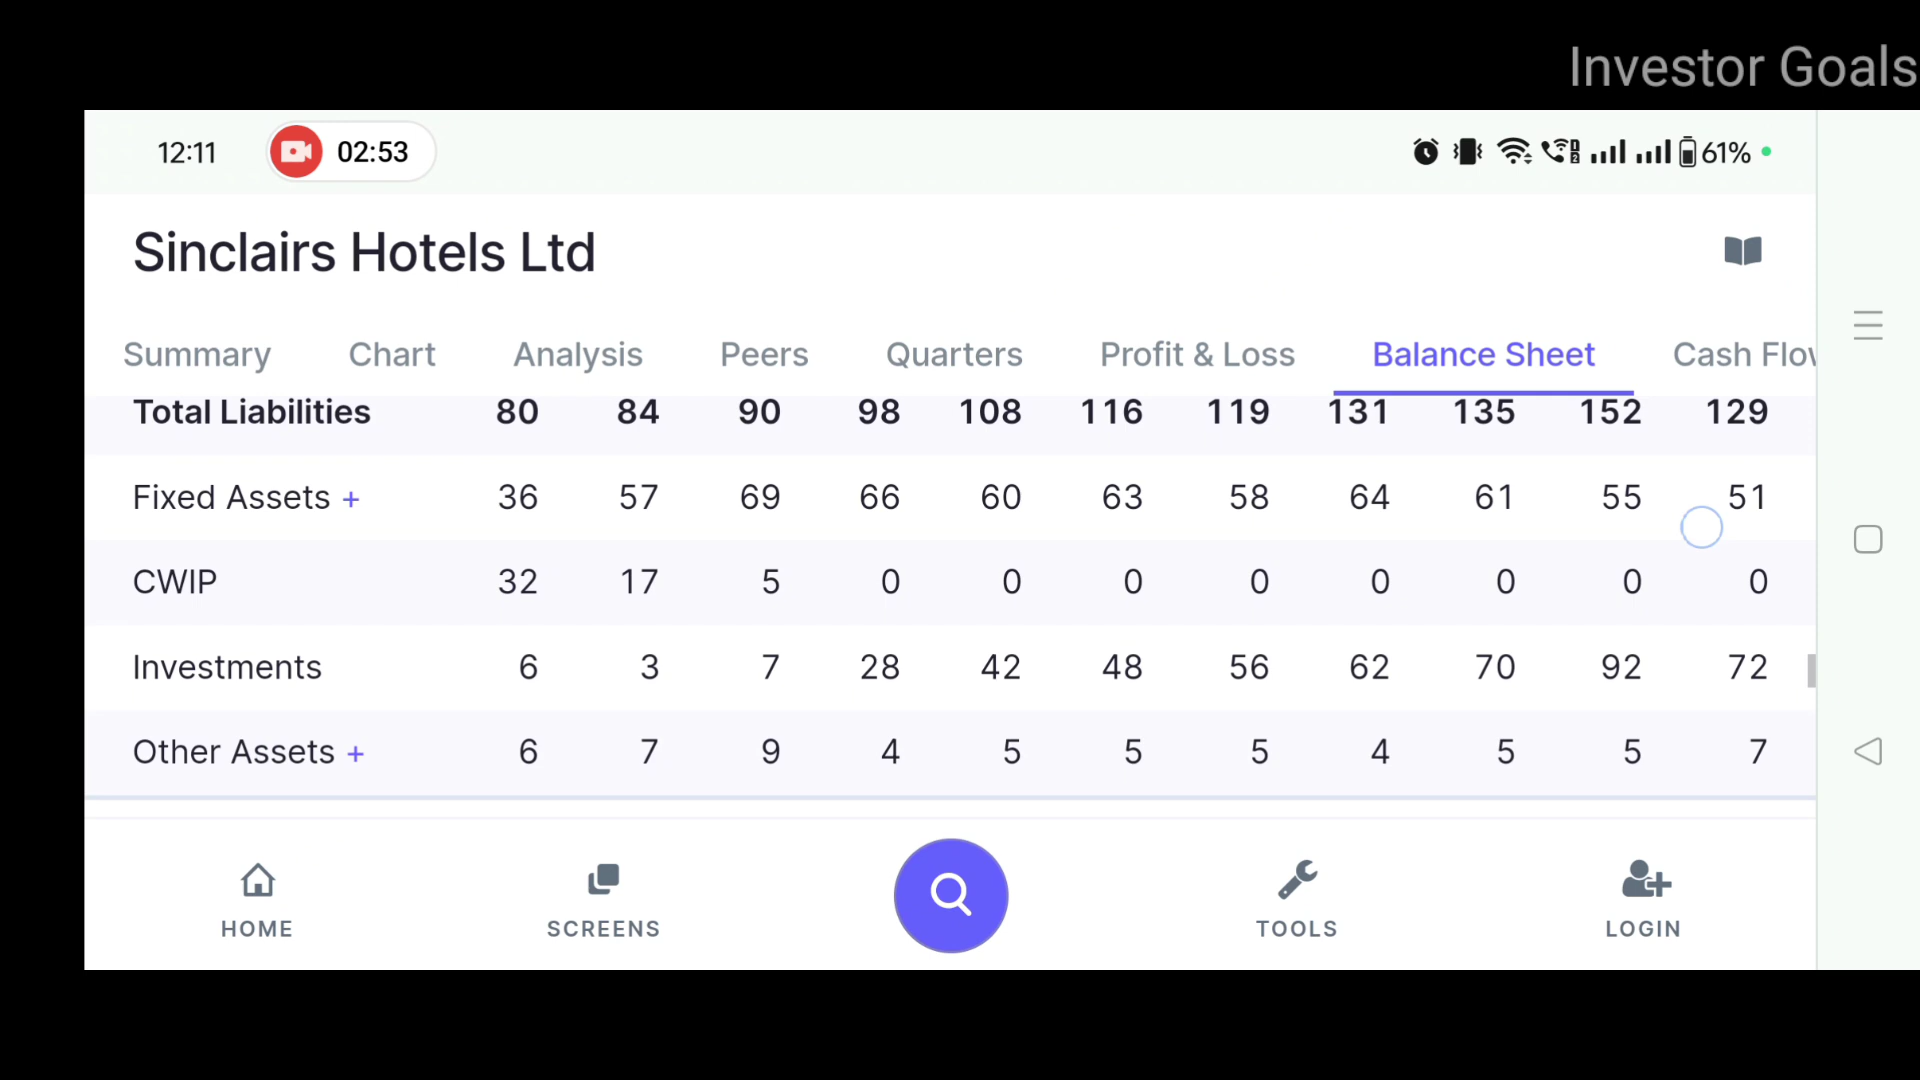 Investor Goals
12:11 02:53 61%
Sinclairs Hotels Ltd
Summary Chart Analysis Peers Quarters Profit & Loss Balance Sheet Cash Flow
Total Liabilities 80 84 90 98 108 116 119 131 135 152 129
Fixed Assets + 36 57 69 66 60 63 58 64 61 55 51
CWIP 32 17 5 0 0 0 0 0 0 0 0
Investments 6 3 7 28 42 48 56 62 70 92 72
Other Assets + 6 7 9 4 5 5 5 4 5 5 7
HOME SCREENS TOOLS LOGIN